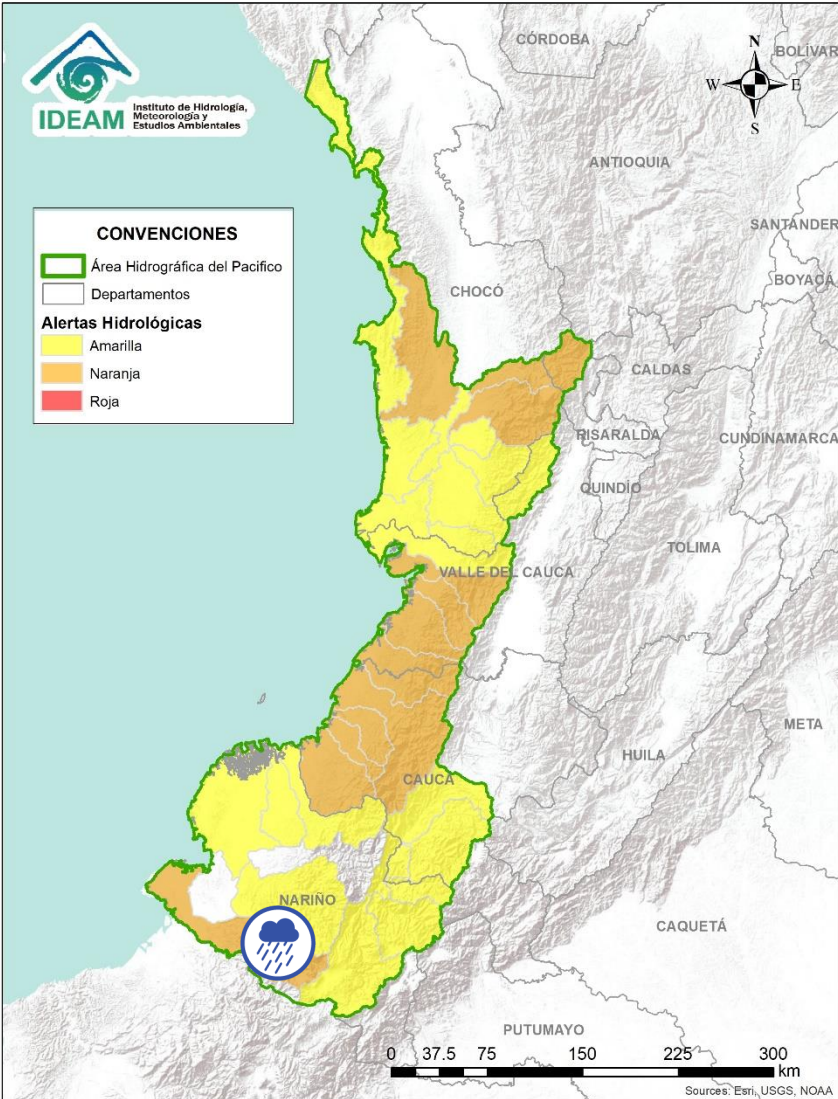 IDEAM
Instituto de Hidrología,
Meteorología y
Estudios Ambientales
CÓRDOBA
BOLÍVAR
N
W
E
S
ANTIOQUIA
SANTANDER
BOYACÁ
CONVENCIONES
Área Hidrográfica del Pacifico
Departamentos
Alertas Hidrológicas
Amarilla
Naranja
Roja
CHOCÓ
CALDAS
RISARALDA
CUNDINAMARCA
QUINDÍO
TOLIMA
VALLE DEL CAUCA
META
HUILA
CAUCA
NARIÑO
CAQUETÁ
PUTUMAYO
0 37.5 75 150 225 300
km
Sources: Esri, USGS, NOAA